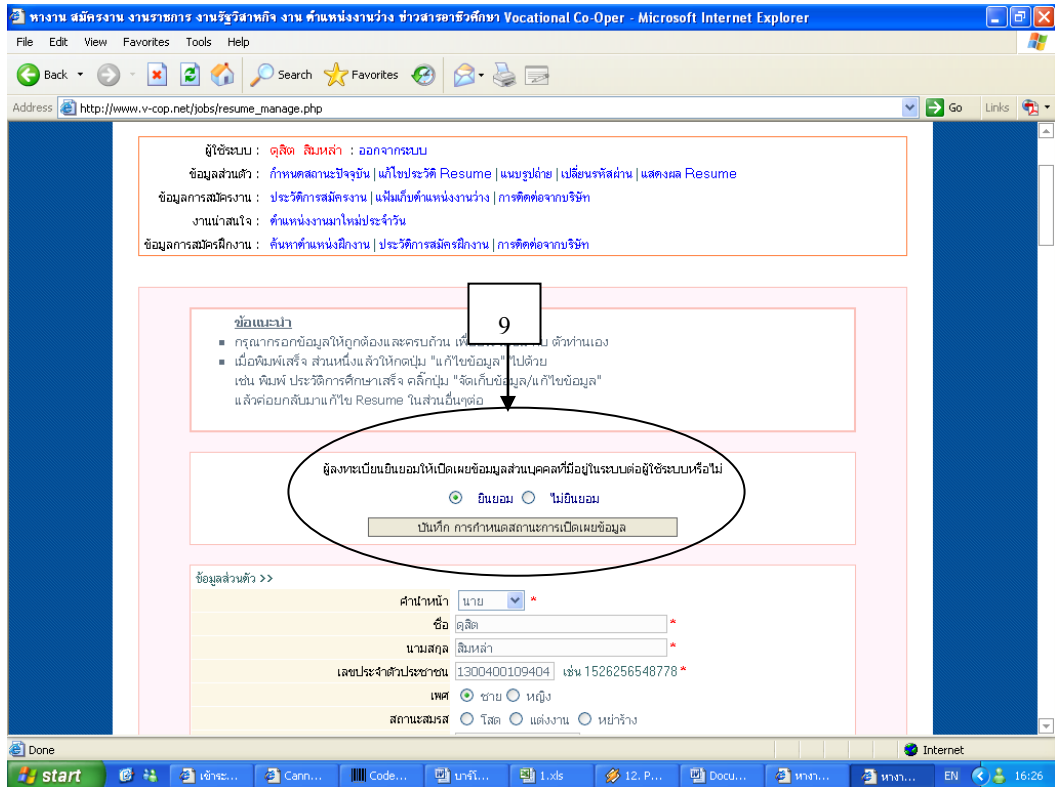 หางาน สมัครงาน งานราชการ งานรัฐวิสาหกิจ งาน ตำแหน่งงานว่าง ข่าวสารอาชีวศึกษา Vocational Co-Oper - Microsoft Internet Explorer
File Edit View Favorites Tools Help
Back Search Favorites
Address http://www.v-cop.net/jobs/resume_manage.php Go Links
ผู้ใช้ระบบ : ดุสิต สิมหล่า : ออกจากระบบ
ข้อมูลส่วนตัว : กำหนดสถานะปัจจุบัน | แก้ไขประวัติ Resume | แนบรูปถ่าย | เปลี่ยนรหัสผ่าน | แสดงผล Resume
ข้อมูลการสมัครงาน : ประวัติการสมัครงาน | แฟ้มเก็บตำแหน่งงานว่าง | การติดต่อจากบริษัท
งานน่าสนใจ : ตำแหน่งงานมาใหม่ประจำวัน
ข้อมูลการสมัครฝึกงาน : ค้นหาตำแหน่งฝึกงาน | ประวัติการสมัครฝึกงาน | การติดต่อจากบริษัท
9
ข้อแนะนำ
กรุณากรอกข้อมูลให้ถูกต้องและครบถ้วน ตัวท่านเอง
เมื่อพิมพ์เสร็จ ส่วนหนึ่งแล้วให้กดปุ่ม "แก้ไขข้อมูล" ไปด้วย
เช่น พิมพ์ ประวัติการศึกษาเสร็จ คลิ๊กปุ่ม "จัดเก็บข้อมูล/แก้ไขข้อมูล"
แล้วค่อยกลับมาแก้ไข Resume ในส่วนอื่นๆต่อ
ผู้ลงทะเบียนยินยอมให้เปิดเผยข้อมมูลส่วนบุคคลที่มีอยู่ในระบบต่อผู้ใช้ระบบหรือไม่
ยินยอม ไม่ยินยอม
บันทึก การกำหนดสถานะการเปิดเผยข้อมูล
ข้อมูลส่วนตัว >>
คำนำหน้า นาย *
ชื่อ ดุสิต *
นามสกุล สิมหล่า *
เลขประจำตัวประชาชน 1300400109404 เช่น 1526256548778 *
เพศ ชาย หญิง
สถานะสมรส โสด แต่งงาน หย่าร้าง
Done Internet
start เข้าระ... Cann... Code... บาร์โ... 1.xls 12. P... Docu... หางา... หางา... EN 16:26